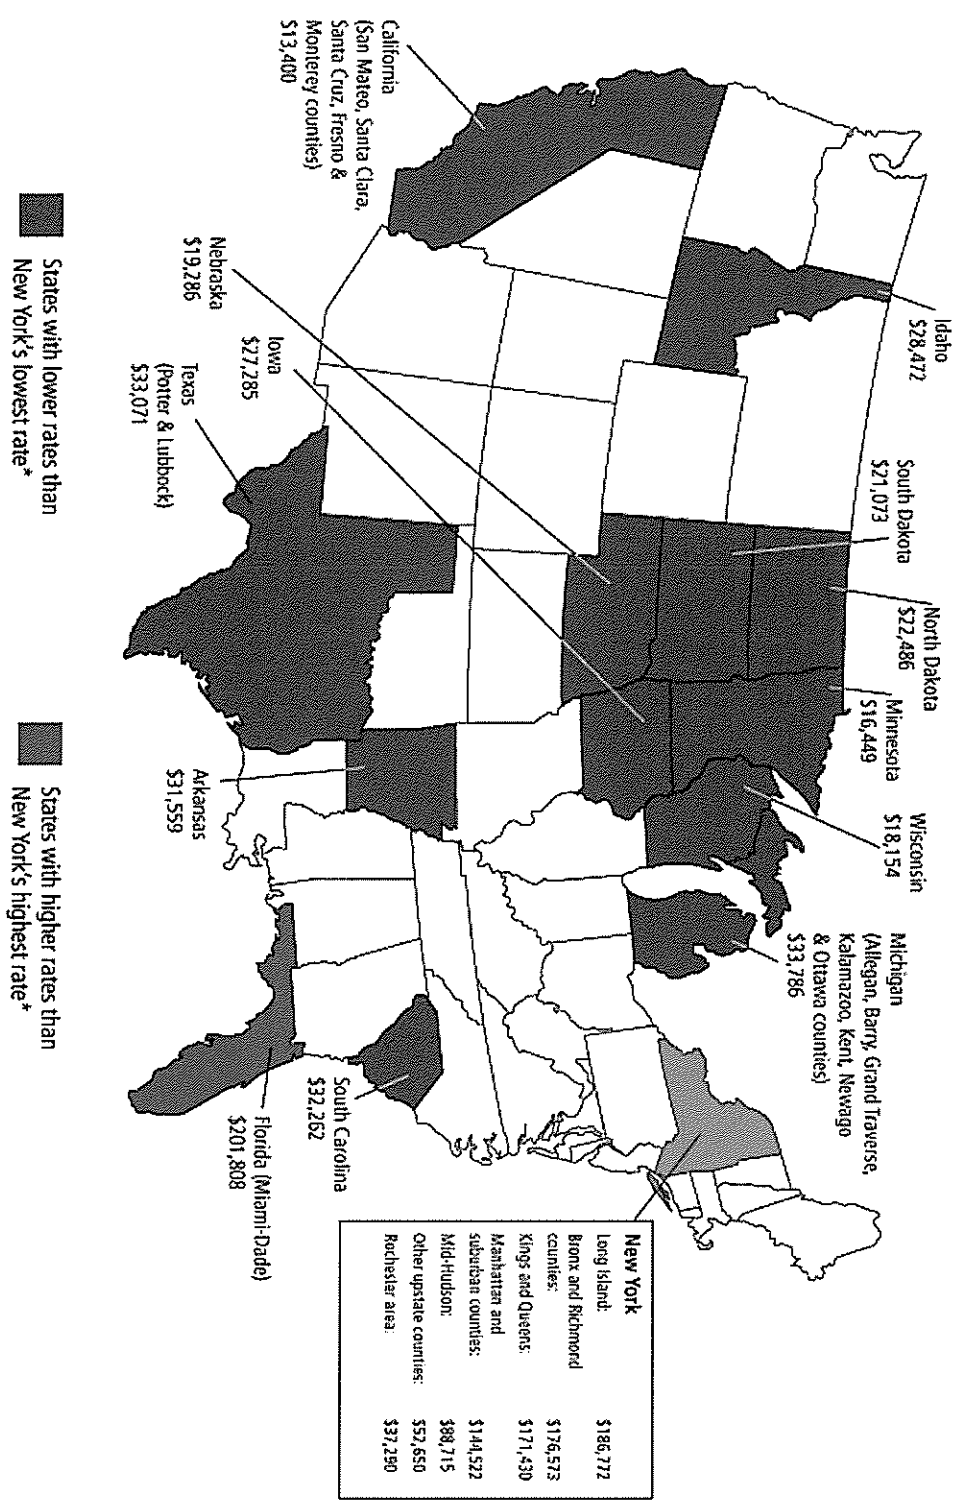 Idaho
$28,472
South Dakota
$21,073
North Dakota
$22,486
Minnesota
$16,449
Wisconsin
$18,154
Michigan
(Allegan, Barry, Grand Traverse,
Kalamazoo, Kent, Newago
& Ottawa counties)
$33,786
California
(San Mateo, Santa Clara,
Santa Cruz, Fresno &
Monterey counties)
$13,400
Nebraska
$19,286
Iowa
$27,285
Texas
(Potter & Lubbock)
$33,071
Arkansas
$31,559
South Carolina
$32,262
Florida (Miami-Dade)
$201,808
New York
Long Island: $186,772
Bronx and Richmond
counties: $176,573
Kings and Queens: $171,430
Manhattan and
suburban counties: $144,522
Mid-Hudson: $88,715
Other upstate counties: $52,650
Rochester area: $37,290
States with lower rates than
New York's lowest rate*
States with higher rates than
New York's highest rate*